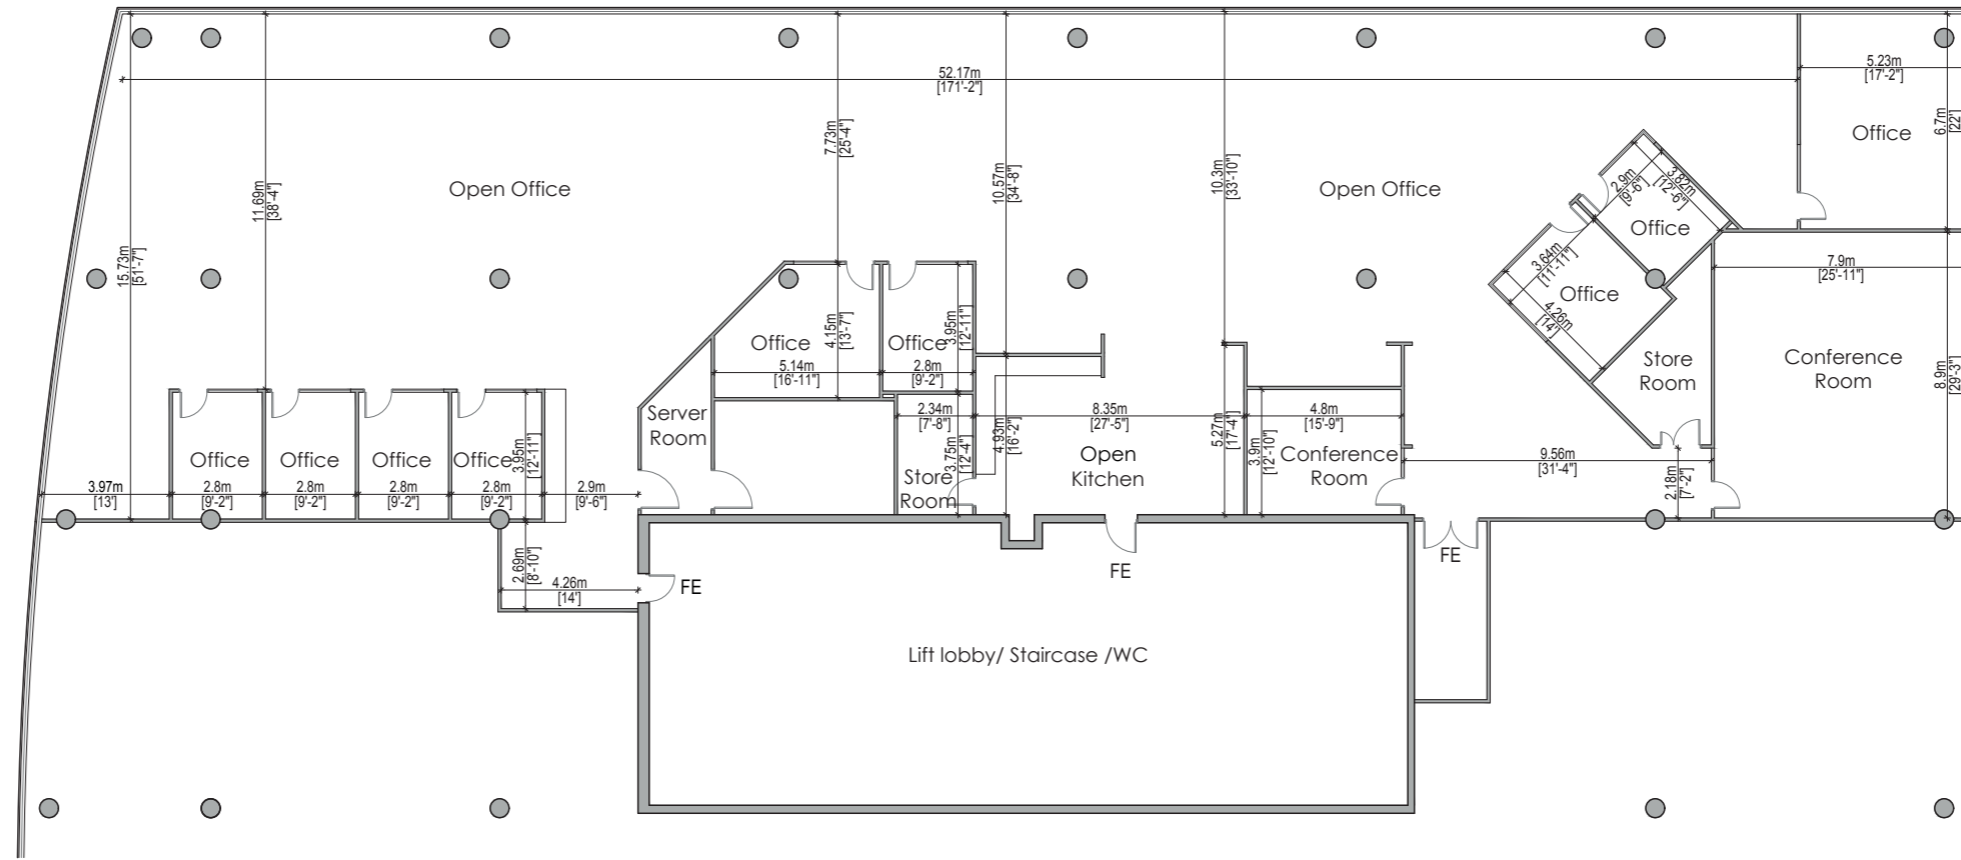 52.17m
[171'-2"]
5.23m
[17'-2"]
6.7m
[22']
Office
7.73m
[25'-4"]
10.57m
[34'-8"]
10.3m
[33'-10"]
11.69m
[38'-4"]
15.73m
[51'-7"]
Open Office
Open Office
2.9m
[9'-6"]
3.82m
[12'-6"]
Office
3.64m
[11'-11"]
Office
4.26m
[14']
7.9m
[25'-11"]
Office
4.15m
[13'-7"]
5.14m
[16'-11"]
Office
3.95m
[12'-11"]
2.8m
[9'-2"]
Store
Room
Conference
Room
8.9m
[29'-3"]
Server
Room
2.34m
[7'-8"]
8.35m
[27'-5"]
4.8m
[15'-9"]
4.93m
[16'-2"]
5.27m
[17'-4"]
3.9m
[12'-10"]
3.75m
[12'-4"]
Store
Room
Open
Kitchen
Conference
Room
9.56m
[31'-4"]
2.18m
[7'-2"]
Office
Office
Office
Office
3.95m
[12'-11"]
3.97m
[13']
2.8m
[9'-2"]
2.8m
[9'-2"]
2.8m
[9'-2"]
2.8m
[9'-2"]
2.9m
[9'-6"]
2.69m
[8'-10"]
4.26m
[14']
FE
FE
FE
Lift lobby/ Staircase /WC